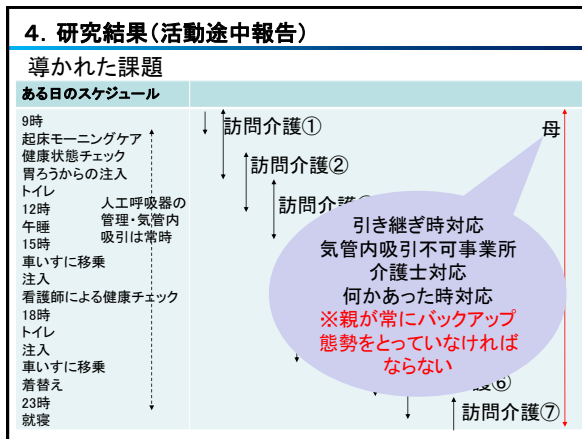 4．研究結果（活動途中報告）
導かれた課題
ある日のスケジュール
9時
起床モーニングケア
健康状態チェック
胃ろうからの注入
トイレ
12時
午睡
15時
車いすに移乗
注入
看護師による健康チェック
18時
トイレ
注入
車いすに移乗
着替え
23時
就寝
人工呼吸器の
管理・気管内
吸引は常時
訪問介護①
訪問介護②
訪問介
母
引き継ぎ時対応
気管内吸引不可事業所
介護士対応
何かあった時対応
※親が常にバックアップ
態勢をとっていなければ
ならない
護⑥
訪問介護⑦